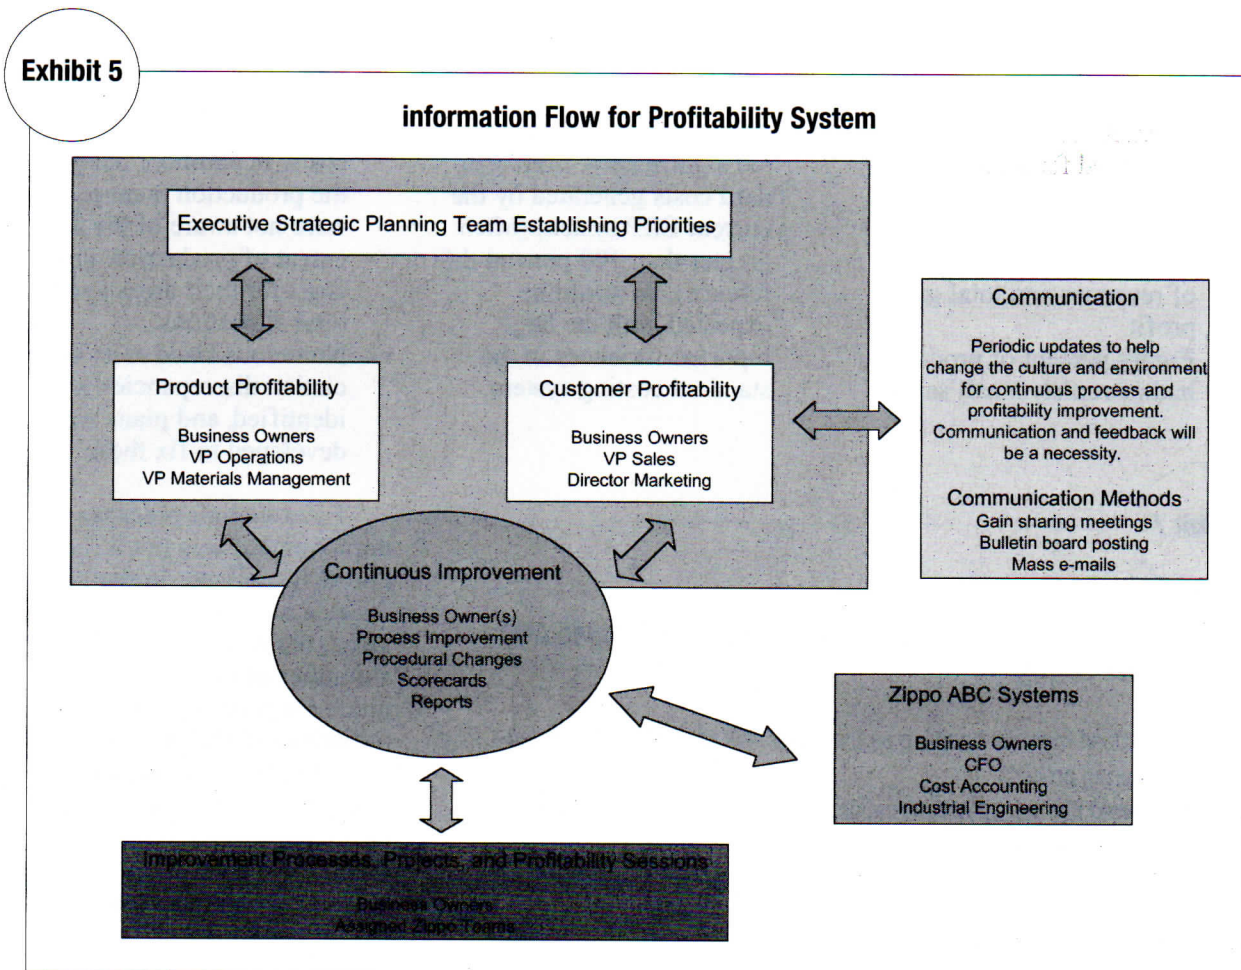 Exhibit 5
information Flow for Profitability System
Executive Strategic Planning Team Establishing Priorities
Product Profitability
Business Owners
VP Operations
VP Materials Management
Customer Profitability
Business Owners
VP Sales
Director Marketing
Communication
Periodic updates to help
change the culture and environment
for continuous process and
profitability improvement.
Communication and feedback will
be a necessity.
Communication Methods
Gain sharing meetings
Bulletin board posting
Mass e-mails
Continuous Improvement
Business Owner(s)
Process Improvement
Procedural Changes
Scorecards
Reports
Zippo ABC Systems
Business Owners
CFO
Cost Accounting
Industrial Engineering
Improvement Processes, Projects, and Profitability Sessions
Business Owners
Assigned Zippo Teams